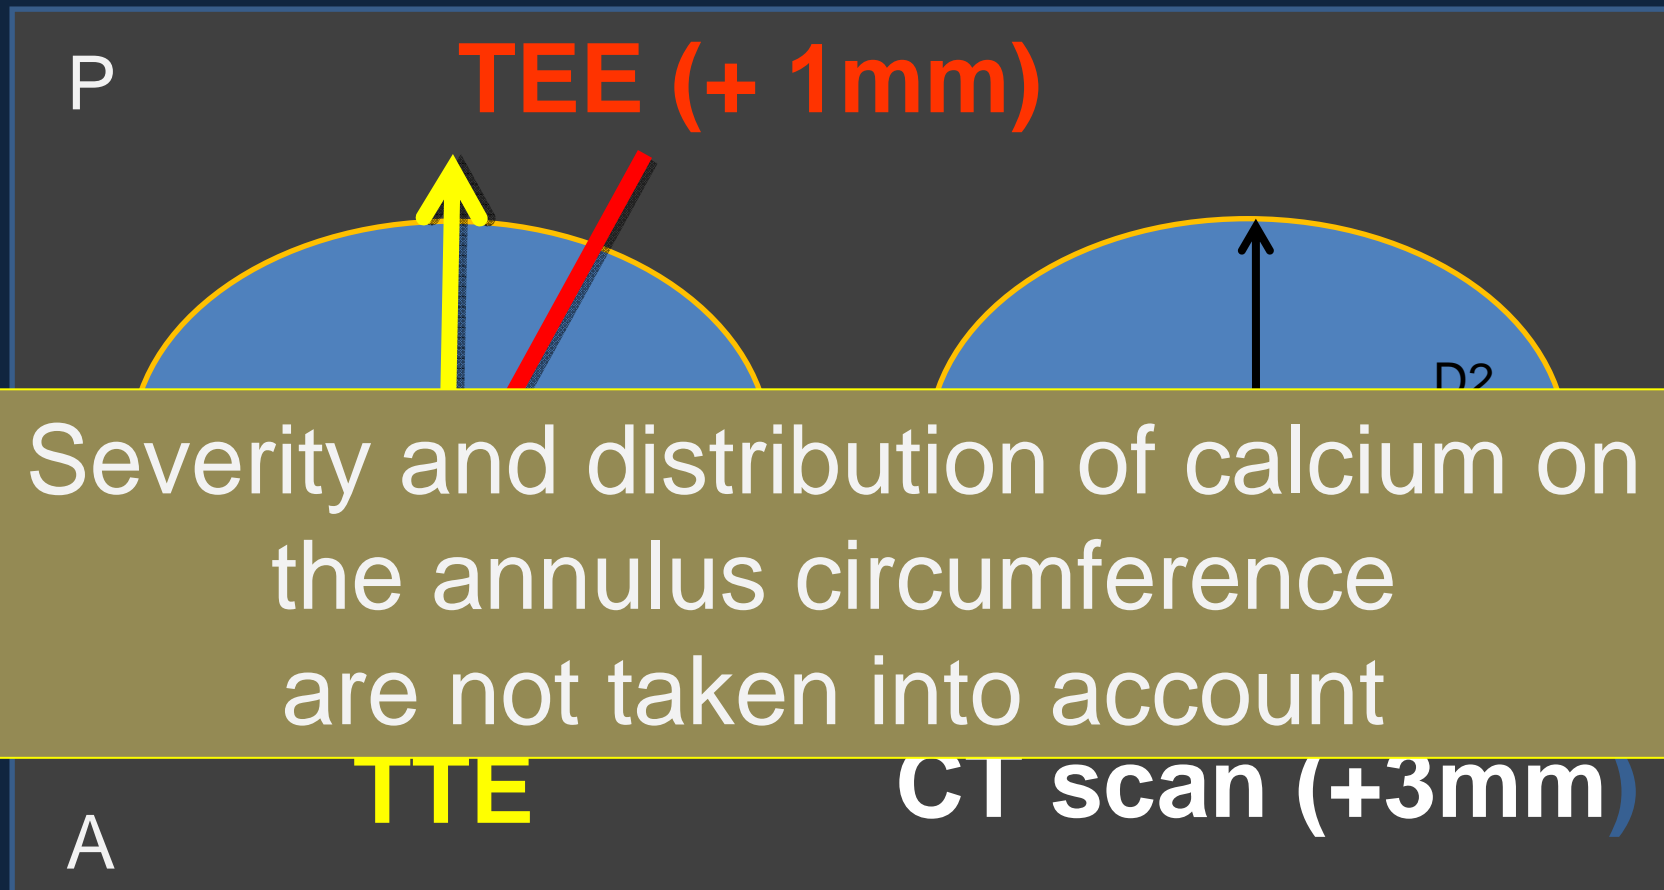 P
TEE (+ 1mm)
D2
Severity and distribution of calcium on
the annulus circumference
are not taken into account
TTE
CT scan (+3mm)
A